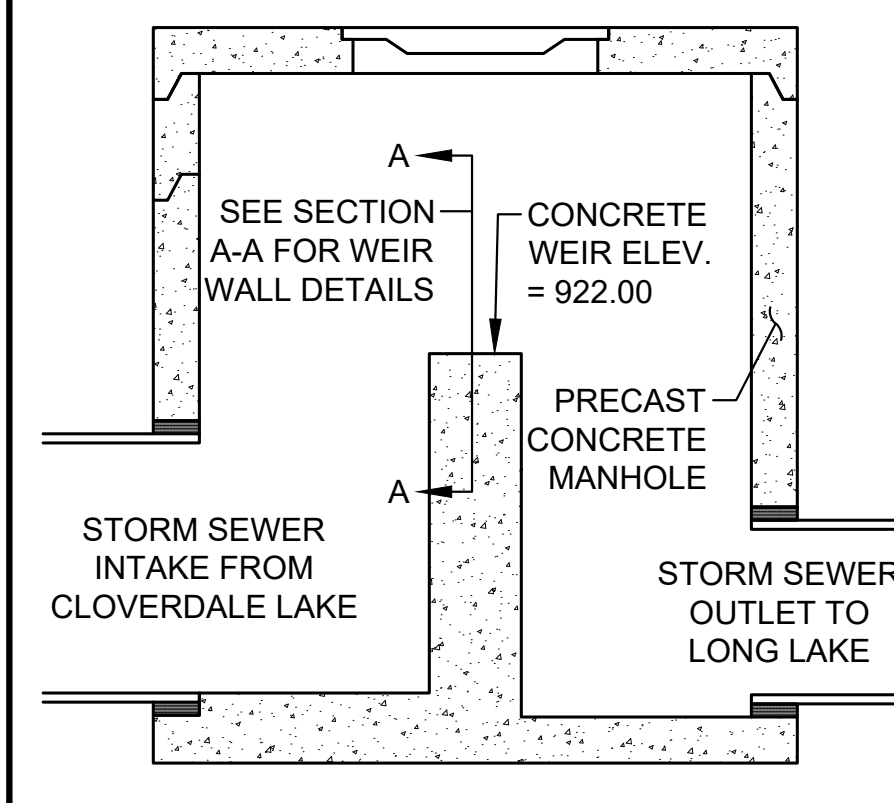 A
SEE SECTION
A-A FOR WEIR
WALL DETAILS
CONCRETE
WEIR ELEV.
= 922.00
PRECAST
CONCRETE
MANHOLE
A
STORM SEWER
INTAKE FROM
CLOVERDALE LAKE
STORM SEWER
OUTLET TO
LONG LAKE